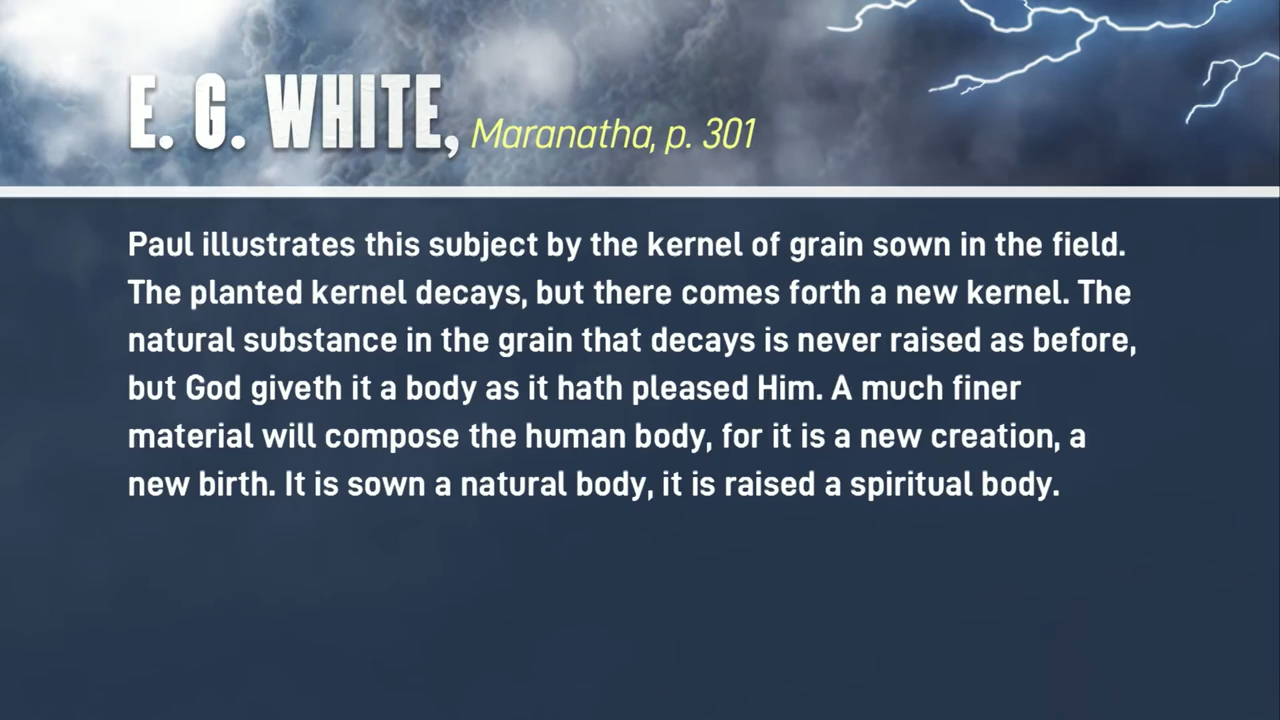 E. G. WHITE, Maranatha, p. 301
Paul illustrates this subject by the kernel of grain sown in the field.
The planted kernel decays, but there comes forth a new kernel. The
natural substance in the grain that decays is never raised as before,
but God giveth it a body as it hath pleased Him. A much finer
material will compose the human body, for it is a new creation, a
new birth. It is sown a natural body, it is raised a spiritual body.